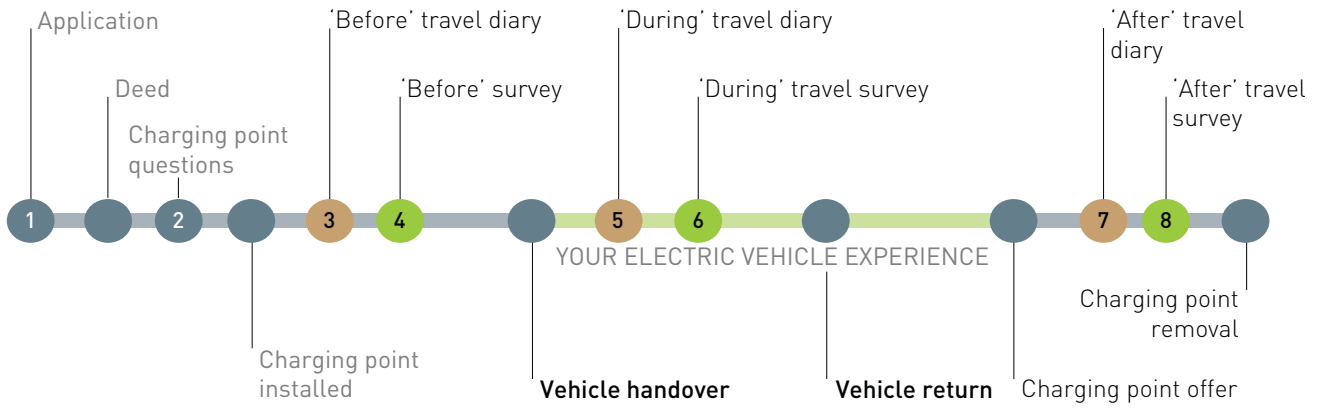 Application
'Before' travel diary
'During' travel diary
'After' travel
diary
Deed
'Before' survey
'During' travel survey
'After' travel
survey
Charging point
questions
1
2
3
4
5
6
7
8
YOUR ELECTRIC VEHICLE EXPERIENCE
Charging point
installed
Vehicle handover
Vehicle return
Charging point offer
Charging point
removal